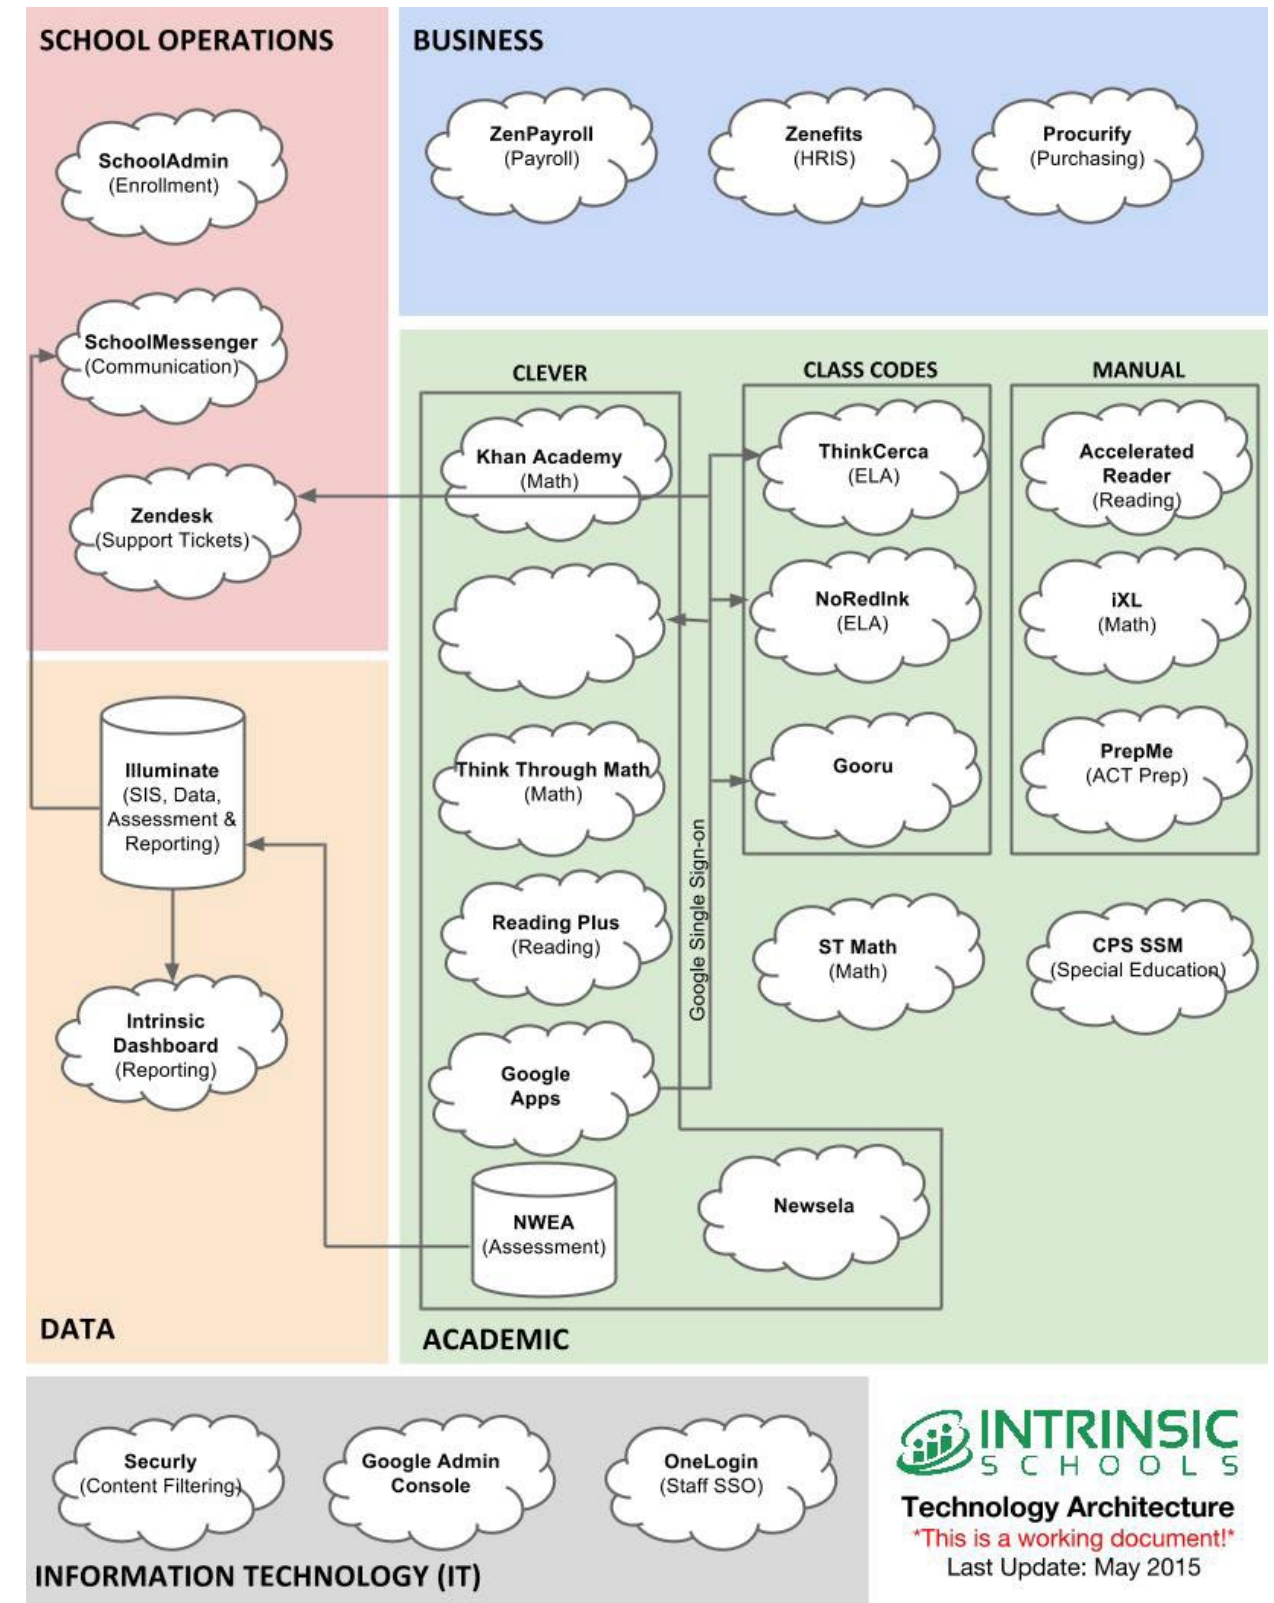 SCHOOL OPERATIONS
SchoolAdmin
(Enrollment)
SchoolMessenger
(Communication)
Zendesk
(Support Tickets)
BUSINESS
ZenPayroll
(Payroll)
Zenefits
(HRIS)
Procurify
(Purchasing)
CLEVER
Khan Academy
(Math)
Think Through Math
(Math)
Reading Plus
(Reading)
Google
Apps
NWEA
(Assessment)
Newsela
Google Single Sign-on
CLASS CODES
ThinkCerca
(ELA)
NoRedInk
(ELA)
Gooru
ST Math
(Math)
MANUAL
Accelerated
Reader
(Reading)
iXL
(Math)
PrepMe
(ACT Prep)
CPS SSM
(Special Education)
ACADEMIC
Illuminate
(SIS, Data,
Assessment &
Reporting)
Intrinsic
Dashboard
(Reporting)
DATA
Securly
(Content Filtering)
Google Admin
Console
OneLogin
(Staff SSO)
INFORMATION TECHNOLOGY (IT)
INTRINSIC
SCHOOLS
Technology Architecture
*This is a working document!*
Last Update: May 2015